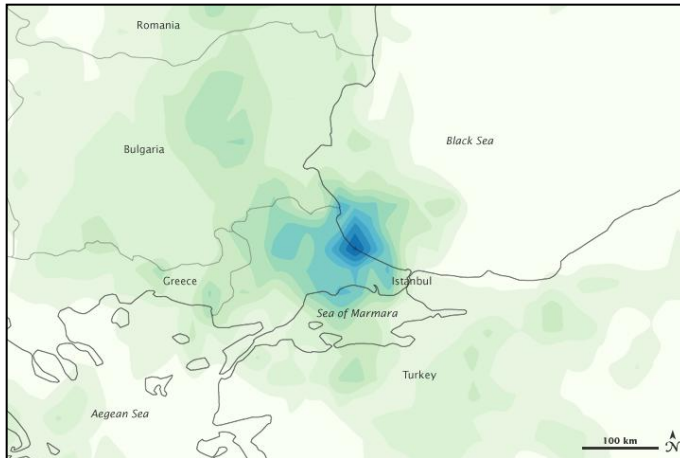 Romania
Black Sea
Bulgaria
Greece
Istanbul
Sea of Marmara
Turkey
Aegean Sea
100 km
N